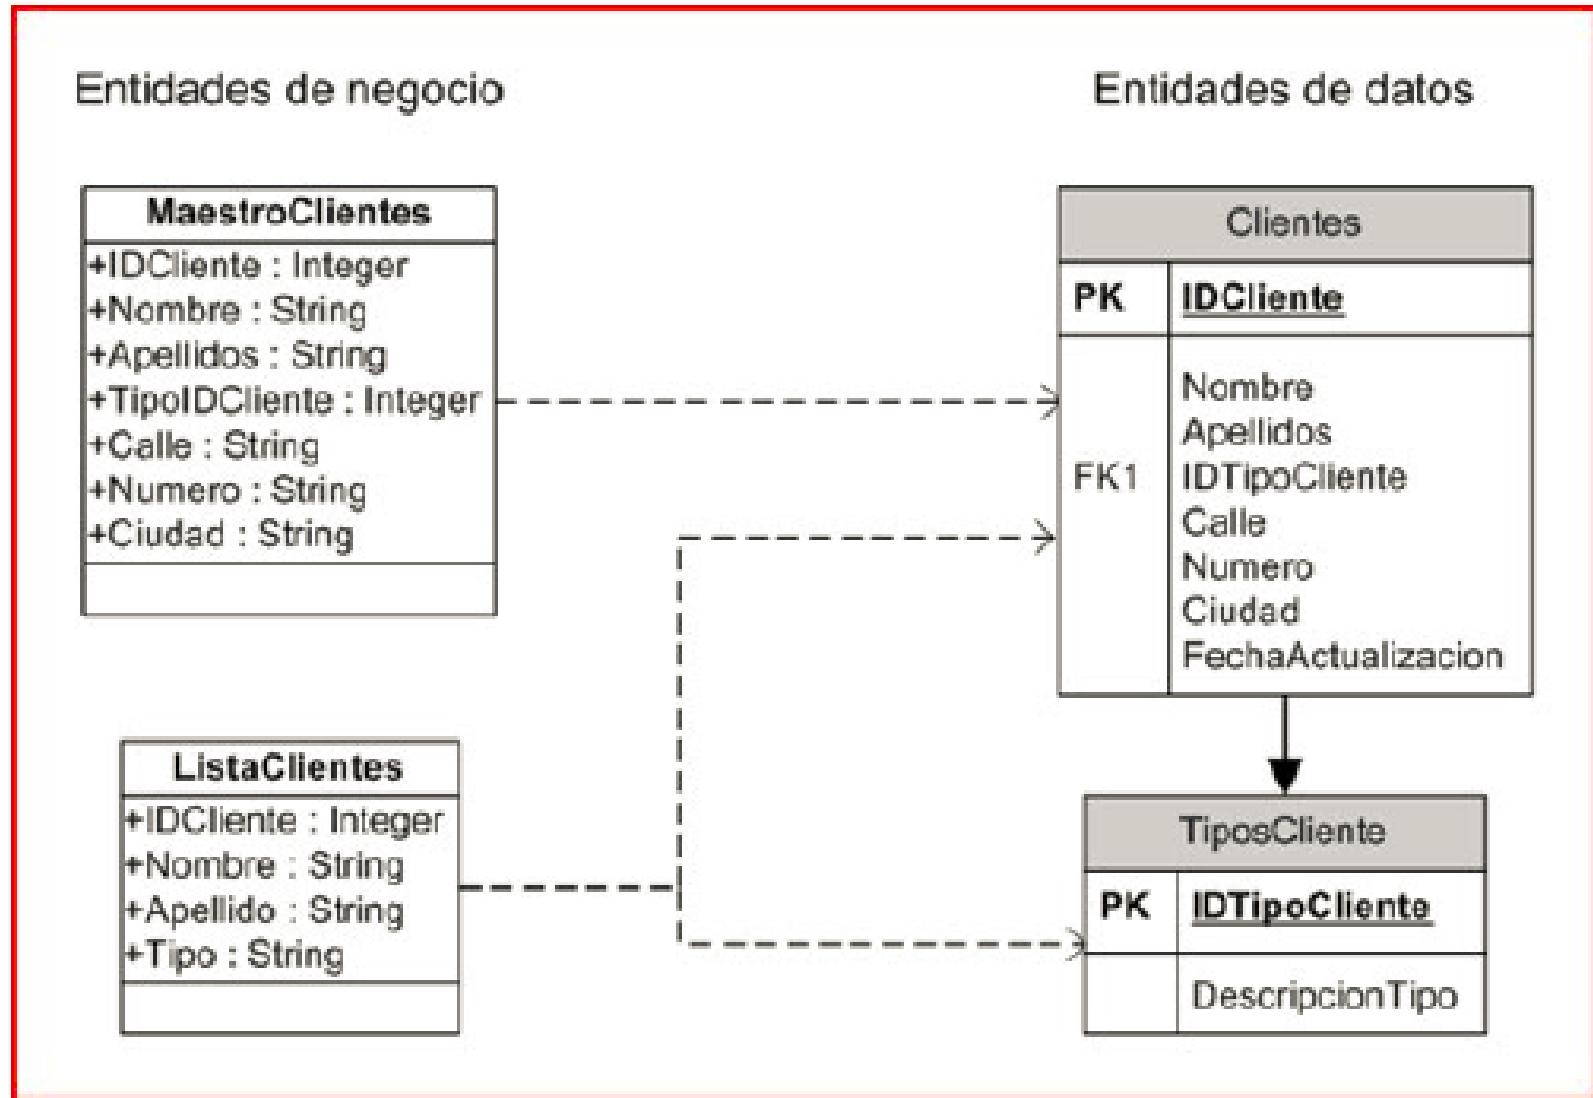 Entidades de negocio
Entidades de datos
MaestroClientes
+IDCliente : Integer
+Nombre : String
+Apellidos : String
+TipoIDCliente : Integer
+Calle : String
+Numero : String
+Ciudad : String
Clientes
PK IDCliente
Nombre
Apellidos
FK1 IDTipoCliente
Calle
Numero
Ciudad
FechaActualizacion
ListaClientes
+IDCliente : Integer
+Nombre : String
+Apellido : String
+Tipo : String
TiposCliente
PK IDTipoCliente
DescripcionTipo